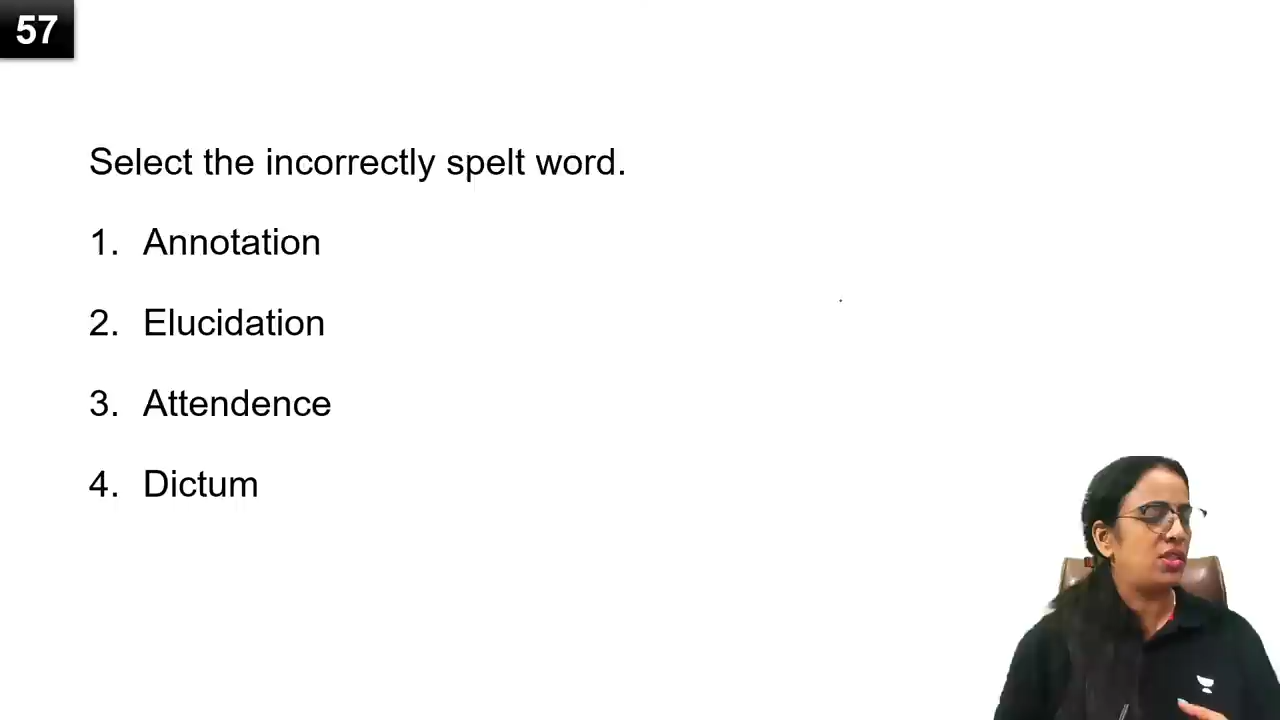 57
Select the incorrectly spelt word.
1. Annotation
2. Elucidation
3. Attendence
4. Dictum